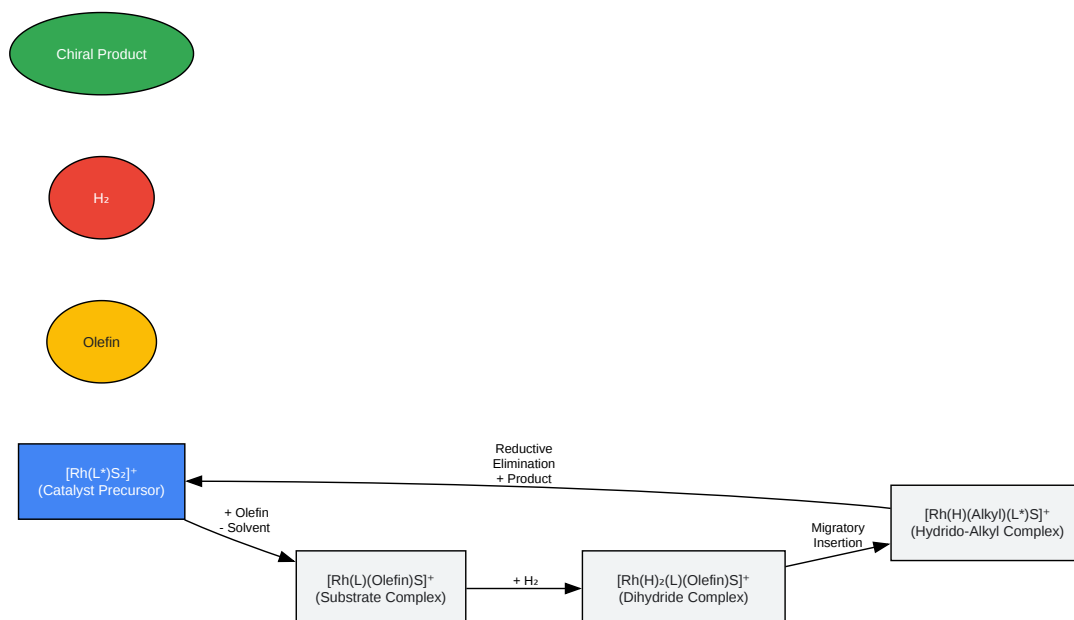 Chiral Product
H₂
Olefin
[Rh(L*)S₂]⁺
(Catalyst Precursor)
+ Olefin
- Solvent
[Rh(L)(Olefin)S]⁺
(Substrate Complex)
+ H₂
[Rh(H)₂(L)(Olefin)S]⁺
(Dihydride Complex)
Migratory
Insertion
[Rh(H)(Alkyl)(L*)S]⁺
(Hydrido-Alkyl Complex)
Reductive
Elimination
+ Product